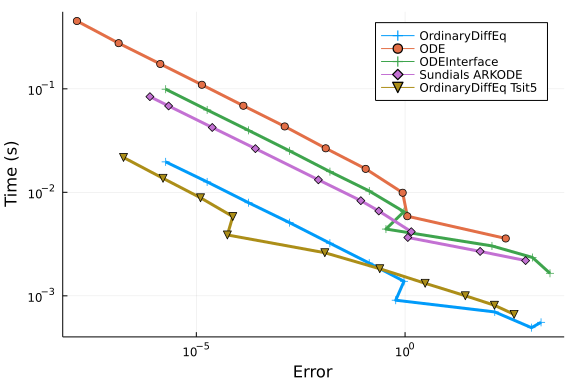 OrdinaryDiffEq
ODE
ODEInterface
Sundials ARKODE
OrdinaryDiffEq Tsit5
Time (s)
10⁻¹
10⁻²
10⁻³
10⁻⁵
10⁰
Error